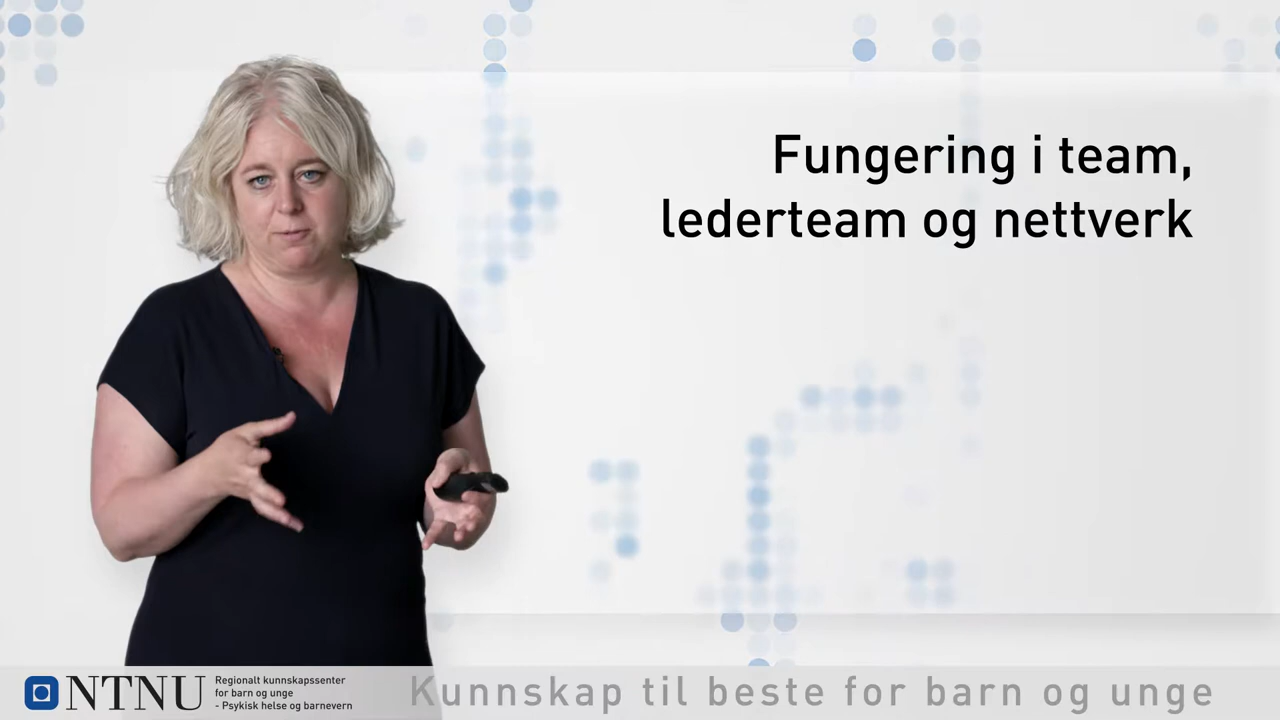 Fungering i team,
lederteam og nettverk
NTNU
Regionalt kunnskapssenter
for barn og unge
- Psykisk helse og barnevern
Kunnskap til beste for barn og unge